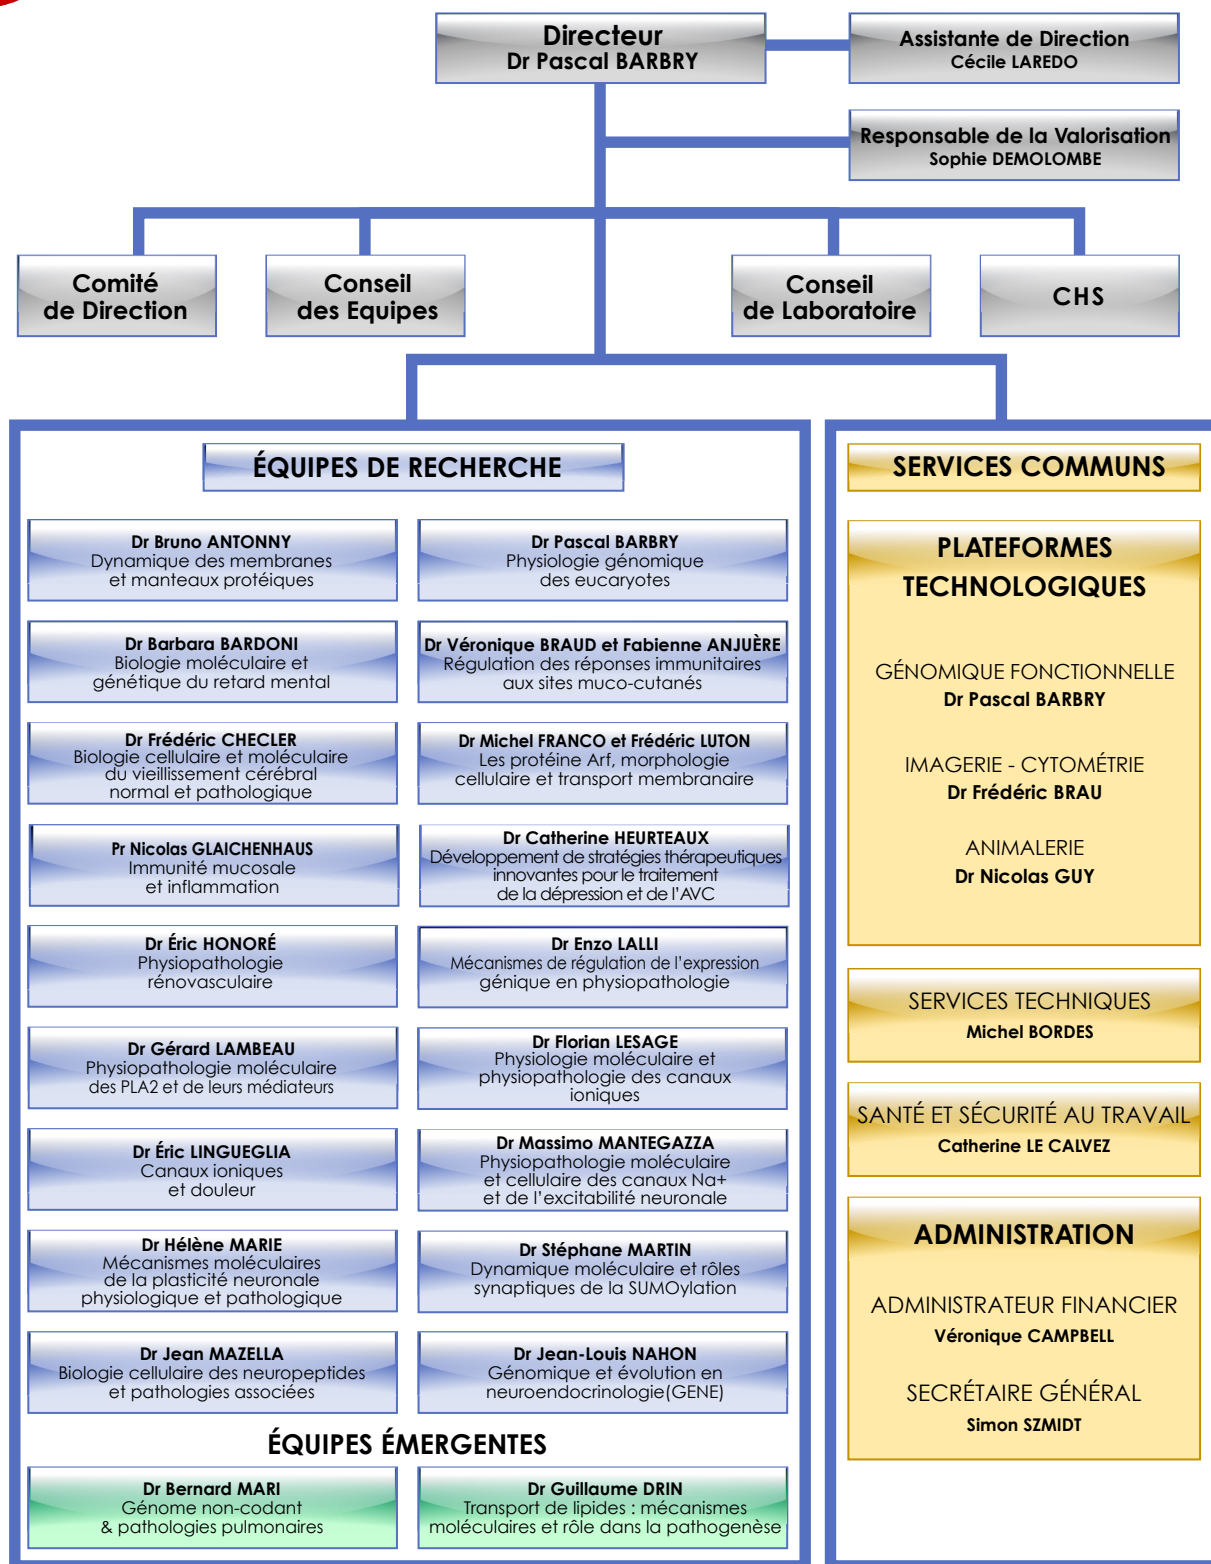 Directeur
Dr Pascal BARBRY
Assistante de Direction
Cécile LAREDO
Responsable de la Valorisation
Sophie DEMOLOMBE
Comité
de Direction
Conseil
des Equipes
Conseil
de Laboratoire
CHS
ÉQUIPES DE RECHERCHE
Dr Bruno ANTONNY
Dynamique des membranes
et manteaux protéiques
Dr Pascal BARBRY
Physiologie génomique
des eucaryotes
Dr Barbara BARDONI
Biologie moléculaire et
génétique du retard mental
Dr Véronique BRAUD et Fabienne ANJUÈRE
Régulation des réponses immunitaires
aux sites muco-cutanés
Dr Frédéric CHECLER
Biologie cellulaire et moléculaire
du vieillissement cérébral
normal et pathologique
Dr Michel FRANCO et Frédéric LUTON
Les protéine Arf, morphologie
cellulaire et transport membranaire
Pr Nicolas GLAICHENHAUS
Immunité mucosale
et inflammation
Dr Catherine HEURTEAUX
Développement de stratégies thérapeutiques
innovantes pour le traitement
de la dépression et de l'AVC
Dr Éric HONORÉ
Physiopathologie
rénovasculaire
Dr Enzo LALLI
Mécanismes de régulation de l'expression
génique en physiopathologie
Dr Gérard LAMBEAU
Physiopathologie moléculaire
des PLA2 et de leurs médiateurs
Dr Florian LESAGE
Physiologie moléculaire et
physiopathologie des canaux
ioniques
Dr Éric LINGUEGLIA
Canaux ioniques
et douleur
Dr Massimo MANTEGAZZA
Physiopathologie moléculaire
et cellulaire des canaux Na+
et de l'excitabilité neuronale
Dr Hélène MARIE
Mécanismes moléculaires
de la plasticité neuronale
physiologique et pathologique
Dr Stéphane MARTIN
Dynamique moléculaire et rôles
synaptiques de la SUMOylation
Dr Jean MAZELLA
Biologie cellulaire des neuropeptides
et pathologies associées
Dr Jean-Louis NAHON
Génomique et évolution en
neuroendocrinologie(GENE)
ÉQUIPES ÉMERGENTES
Dr Bernard MARI
Génome non-codant
& pathologies pulmonaires
Dr Guillaume DRIN
Transport de lipides : mécanismes
moléculaires et rôle dans la pathogenèse
SERVICES COMMUNS
PLATEFORMES
TECHNOLOGIQUES
GÉNOMIQUE FONCTIONNELLE
Dr Pascal BARBRY
IMAGERIE - CYTOMÉTRIE
Dr Frédéric BRAU
ANIMALERIE
Dr Nicolas GUY
SERVICES TECHNIQUES
Michel BORDES
SANTÉ ET SÉCURITÉ AU TRAVAIL
Catherine LE CALVEZ
ADMINISTRATION
ADMINISTRATEUR FINANCIER
Véronique CAMPBELL
SECRÉTAIRE GÉNÉRAL
Simon SZMIDT